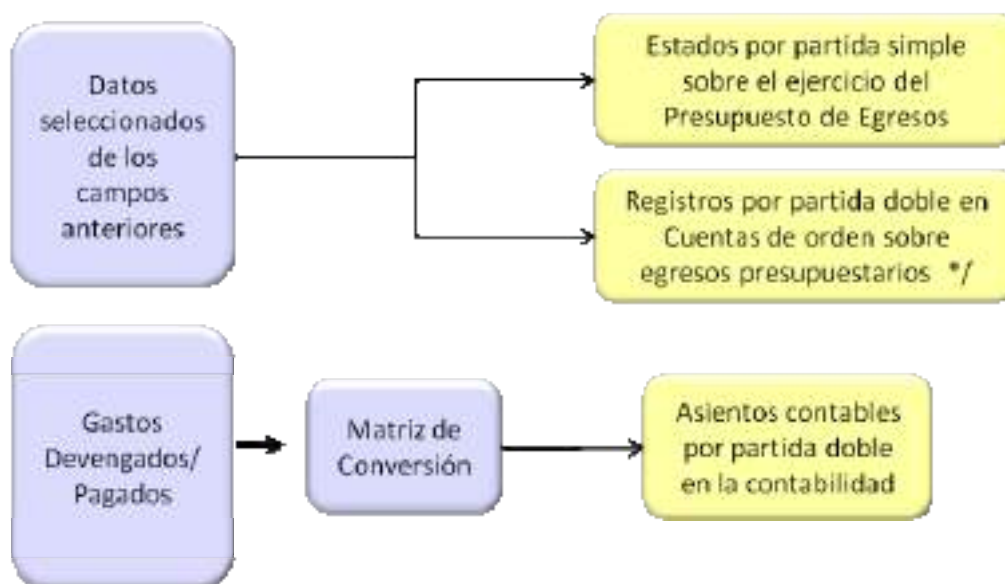 Datos
seleccionados
de los
campos
anteriores
Estados por partida simple
sobre el ejercicio del
Presupuesto de Egresos
Registros por partida doble en
Cuentas de orden sobre
egresos presupuestarios */
Gastos
Devengados/
Pagados
Matriz de
Conversión
Asientos contables
por partida doble
en la contabilidad